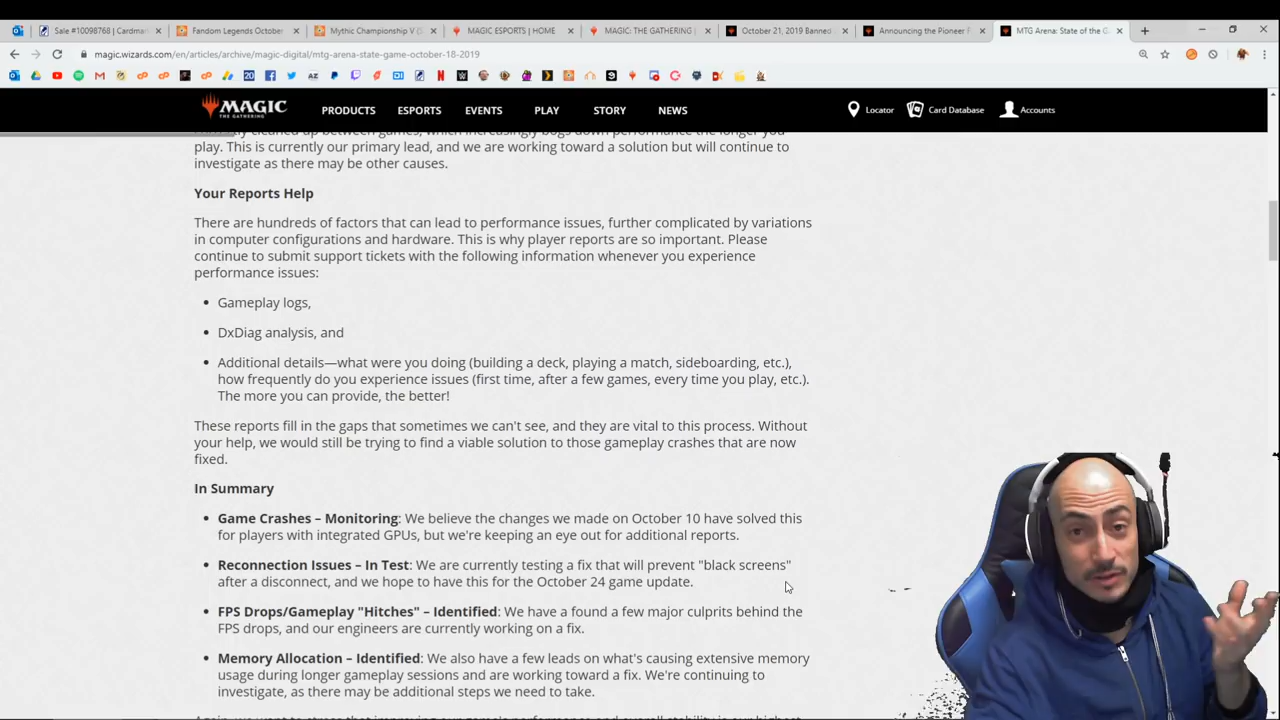 Sale #10098768 | Cardmar
Fandom Legends October
Mythic Championship V (
MAGIC ESPORTS | HOME
MAGIC: THE GATHERING |
October 21, 2019 Banned
Announcing the Pioneer F
MTG Arena: State of the G
magic.wizards.com/en/articles/archive/magic-digital/mtg-arena-state-game-october-18-2019
MAGIC
THE GATHERING
PRODUCTS ESPORTS EVENTS PLAY STORY NEWS
Locator Card Database Accounts
cleaned up between games, which increasingly bogs down performance the longer you
play. This is currently our primary lead, and we are working toward a solution but will continue to
investigate as there may be other causes.
Your Reports Help
There are hundreds of factors that can lead to performance issues, further complicated by variations
in computer configurations and hardware. This is why player reports are so important. Please
continue to submit support tickets with the following information whenever you experience
performance issues:
Gameplay logs,
DxDiag analysis, and
Additional details—what were you doing (building a deck, playing a match, sideboarding, etc.),
how frequently do you experience issues (first time, after a few games, every time you play, etc.).
The more you can provide, the better!
These reports fill in the gaps that sometimes we can't see, and they are vital to this process. Without
your help, we would still be trying to find a viable solution to those gameplay crashes that are now
fixed.
In Summary
Game Crashes – Monitoring: We believe the changes we made on October 10 have solved this
for players with integrated GPUs, but we're keeping an eye out for additional reports.
Reconnection Issues – In Test: We are currently testing a fix that will prevent "black screens"
after a disconnect, and we hope to have this for the October 24 game update.
FPS Drops/Gameplay "Hitches" – Identified: We have a found a few major culprits behind the
FPS drops, and our engineers are currently working on a fix.
Memory Allocation – Identified: We also have a few leads on what's causing extensive memory
usage during longer gameplay sessions and are working toward a fix. We're continuing to
investigate, as there may be additional steps we need to take.